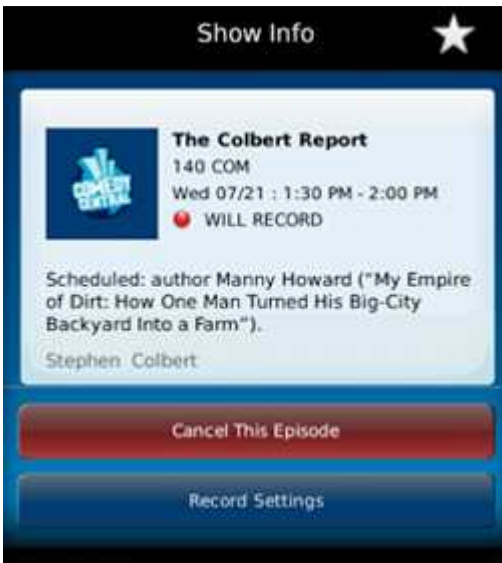 Show Info
COMEDY
CENTRAL
The Colbert Report
140 COM
Wed 07/21 : 1:30 PM - 2:00 PM
WILL RECORD
Scheduled: author Manny Howard (“My Empire
of Dirt: How One Man Turned His Big-City
Backyard Into a Farm”).
Stephen Colbert
Cancel This Episode
Record Settings